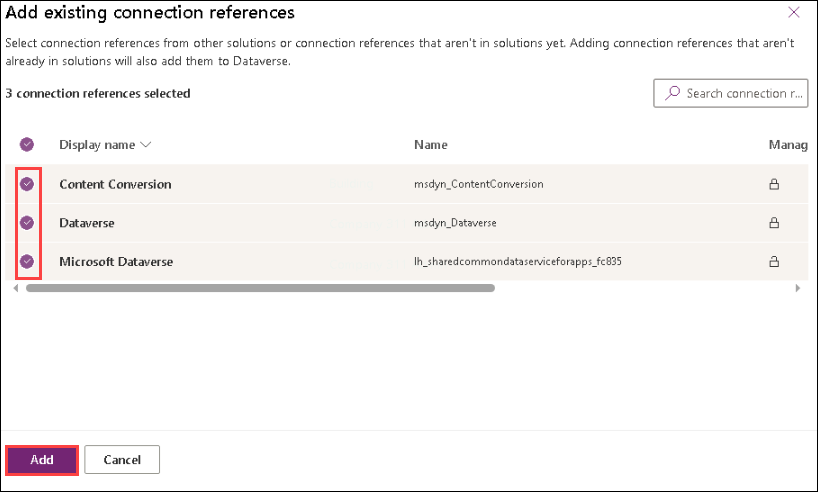 Add existing connection references
Select connection references from other solutions or connection references that aren't in solutions yet. Adding connection references that aren't
already in solutions will also add them to Dataverse.
3 connection references selected
Search connection r...
Display name Name Manag
Content Conversion msdyn_ContentConversion
Dataverse msdyn_Dataverse
Microsoft Dataverse lh_sharedcommondataserviceforapps_fc835
Add Cancel